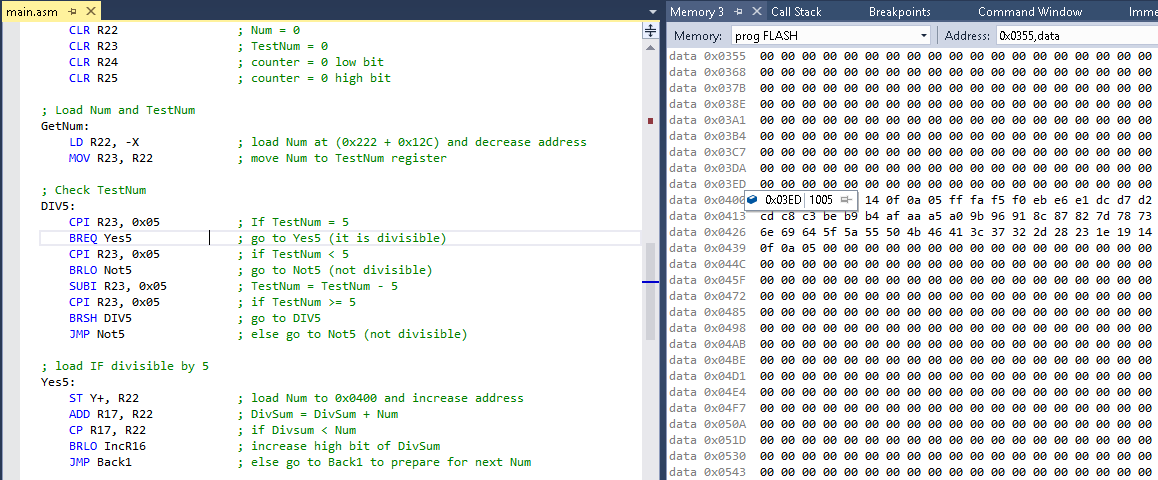 main.asm
CLR R22 ; Num = 0
CLR R23 ; TestNum = 0
CLR R24 ; counter = 0 low bit
CLR R25 ; counter = 0 high bit
; Load Num and TestNum
GetNum:
LD R22, -X ; load Num at (0x222 + 0x12C) and decrease address
MOV R23, R22 ; move Num to TestNum register
; Check TestNum
DIV5:
CPI R23, 0x05 ; If TestNum = 5
BREQ Yes5 ; go to Yes5 (it is divisible)
CPI R23, 0x05 ; if TestNum < 5
BRLO Not5 ; go to Not5 (not divisible)
SUBI R23, 0x05 ; TestNum = TestNum - 5
CPI R23, 0x05 ; if TestNum >= 5
BRSH DIV5 ; go to DIV5
JMP Not5 ; else go to Not5 (not divisible)
; load IF divisible by 5
Yes5:
ST Y+, R22 ; load Num to 0x0400 and increase address
ADD R17, R22 ; DivSum = DivSum + Num
CP R17, R22 ; if Divsum < Num
BRLO IncR16 ; increase high bit of DivSum
JMP Back1 ; else go to Back1 to prepare for next Num
Memory 3 Call Stack Breakpoints Command Window Imme
Memory: prog FLASH Address: 0x0355,data
data 0x0355 00 00 00 00 00 00 00 00 00 00 00 00 00 00 00 00 00 00 00
data 0x0368 00 00 00 00 00 00 00 00 00 00 00 00 00 00 00 00 00 00 00
data 0x037B 00 00 00 00 00 00 00 00 00 00 00 00 00 00 00 00 00 00 00
data 0x038E 00 00 00 00 00 00 00 00 00 00 00 00 00 00 00 00 00 00 00
data 0x03A1 00 00 00 00 00 00 00 00 00 00 00 00 00 00 00 00 00 00 00
data 0x03B4 00 00 00 00 00 00 00 00 00 00 00 00 00 00 00 00 00 00 00
data 0x03C7 00 00 00 00 00 00 00 00 00 00 00 00 00 00 00 00 00 00 00
data 0x03DA 00 00 00 00 00 00 00 00 00 00 00 00 00 00 00 00 00 00 00
data 0x03ED 00 00 00 00 00 00 00 00 00 00 00 00 00 00 00 00 00 00 00
data 0x0400 0x03ED 1005 14 0f 0a 05 ff fa f5 f0 eb e6 e1 dc d7 d2
data 0x0413 cd c8 c3 be b9 b4 af aa a5 a0 9b 96 91 8c 87 82 7d 78 73
data 0x0426 6e 69 64 5f 5a 55 50 4b 46 41 3c 37 32 2d 28 23 1e 19 14
data 0x0439 0f 0a 05 00 00 00 00 00 00 00 00 00 00 00 00 00 00 00 00
data 0x044C 00 00 00 00 00 00 00 00 00 00 00 00 00 00 00 00 00 00 00
data 0x045F 00 00 00 00 00 00 00 00 00 00 00 00 00 00 00 00 00 00 00
data 0x0472 00 00 00 00 00 00 00 00 00 00 00 00 00 00 00 00 00 00 00
data 0x0485 00 00 00 00 00 00 00 00 00 00 00 00 00 00 00 00 00 00 00
data 0x0498 00 00 00 00 00 00 00 00 00 00 00 00 00 00 00 00 00 00 00
data 0x04AB 00 00 00 00 00 00 00 00 00 00 00 00 00 00 00 00 00 00 00
data 0x04BE 00 00 00 00 00 00 00 00 00 00 00 00 00 00 00 00 00 00 00
data 0x04D1 00 00 00 00 00 00 00 00 00 00 00 00 00 00 00 00 00 00 00
data 0x04E4 00 00 00 00 00 00 00 00 00 00 00 00 00 00 00 00 00 00 00
data 0x04F7 00 00 00 00 00 00 00 00 00 00 00 00 00 00 00 00 00 00 00
data 0x050A 00 00 00 00 00 00 00 00 00 00 00 00 00 00 00 00 00 00 00
data 0x051D 00 00 00 00 00 00 00 00 00 00 00 00 00 00 00 00 00 00 00
data 0x0530 00 00 00 00 00 00 00 00 00 00 00 00 00 00 00 00 00 00 00
data 0x0543 00 00 00 00 00 00 00 00 00 00 00 00 00 00 00 00 00 00 00